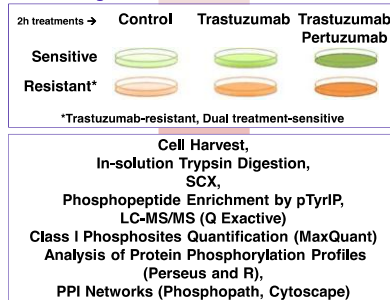 2h treatments → Control Trastuzumab Trastuzumab
Pertuzumab
Sensitive
Resistant*
*Trastuzumab-resistant, Dual treatment-sensitive
Cell Harvest,
In-solution Trypsin Digestion,
SCX,
Phosphopeptide Enrichment by pTyrIP,
LC-MS/MS (Q Exactive)
Class I Phosphosites Quantification (MaxQuant)
Analysis of Protein Phosphorylation Profiles
(Perseus and R),
PPI Networks (Phosphopath, Cytoscape)